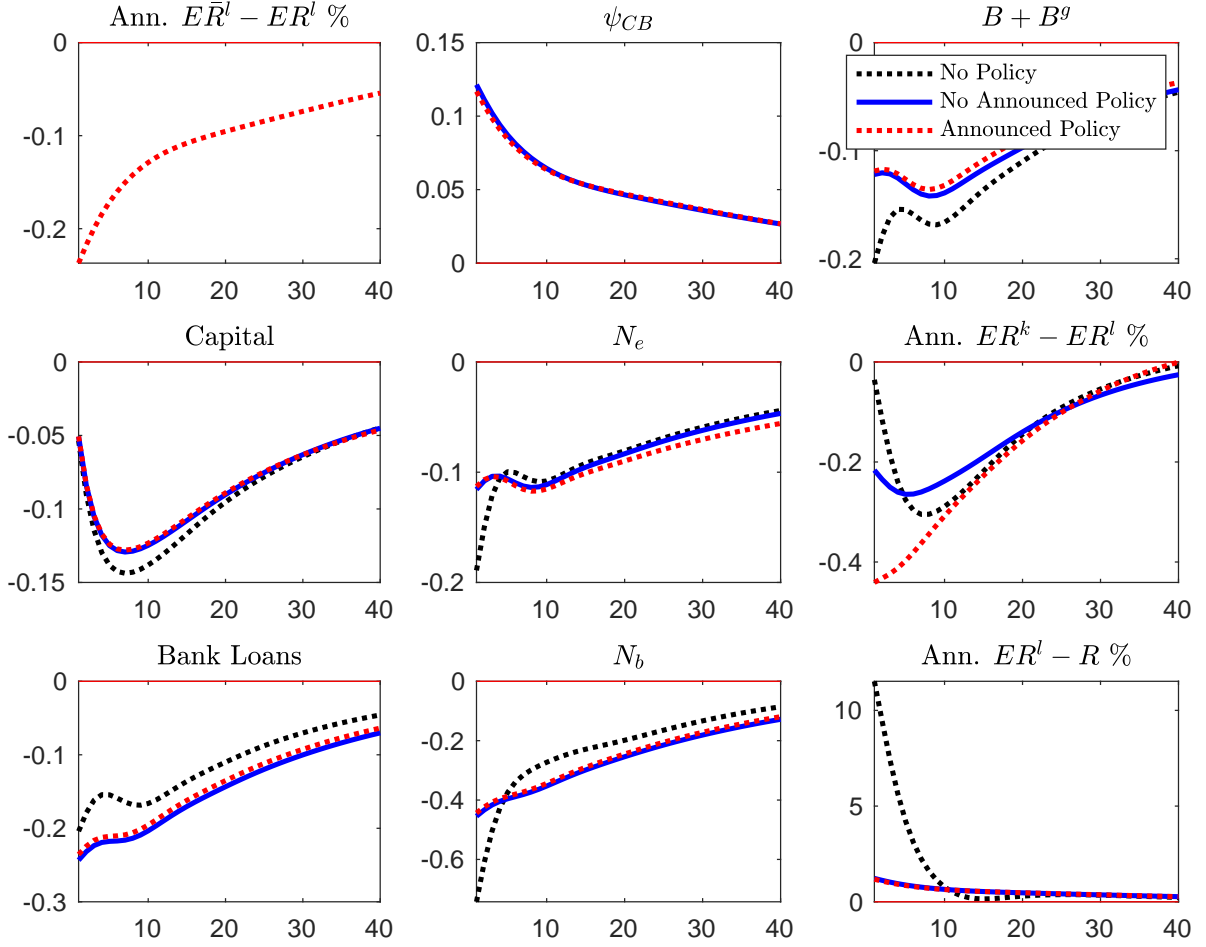 Ann. $E\bar{R}^l - ER^l$ %
0
-0.1
-0.2
10 20 30 40
$\psi_{CB}$
0.15
0.1
0.05
0
10 20 30 40
$B + B^g$
0
-0.1
-0.2
10 20 30 40
No Policy
No Announced Policy
Announced Policy
Capital
0
-0.05
-0.1
-0.15
10 20 30 40
$N_e$
0
-0.1
-0.2
10 20 30 40
Ann. $ER^k - ER^l$ %
0
-0.2
-0.4
10 20 30 40
Bank Loans
0
-0.1
-0.2
-0.3
10 20 30 40
$N_b$
0
-0.2
-0.4
-0.6
10 20 30 40
Ann. $ER^l - R$ %
10
5
0
10 20 30 40